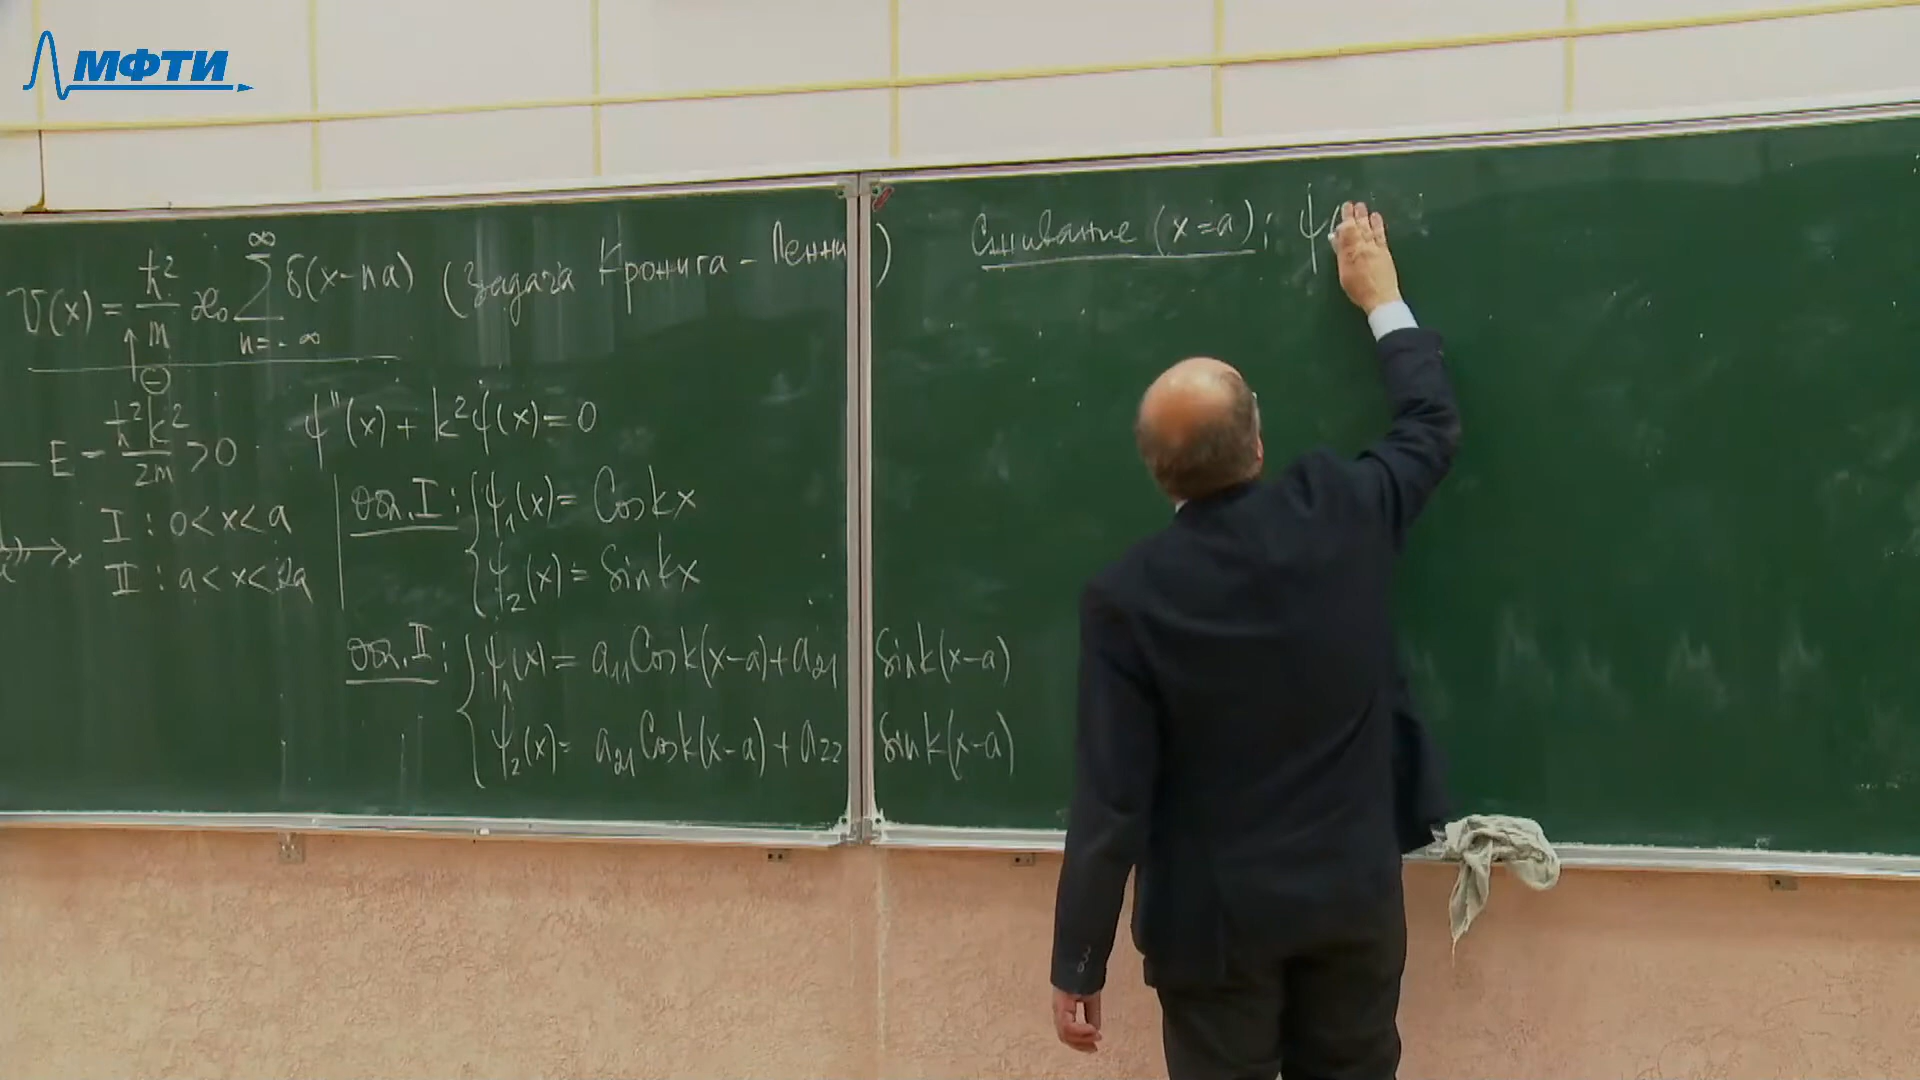 МФТИ
U(x) = ħ²/m æ₀ ∑_{n=-∞}^{∞} δ(x-na) (Задача Кронига - Пенни)
⊖
E - ħ²k²/2m > 0
ψ''(x) + k²ψ(x) = 0
I : 0 < x < a
II : a < x < 2a
x
Обл. I : { ψ₁(x) = Cos kx
ψ₂(x) = Sin kx
Обл. II : { ψ₁(x) = a₁₁ Cos k(x-a) + a₂₁ Sin k(x-a)
ψ₂(x) = a₂₁ Cos k(x-a) + a₂₂ Sin k(x-a)
Сшивание (x=a) : ψ(